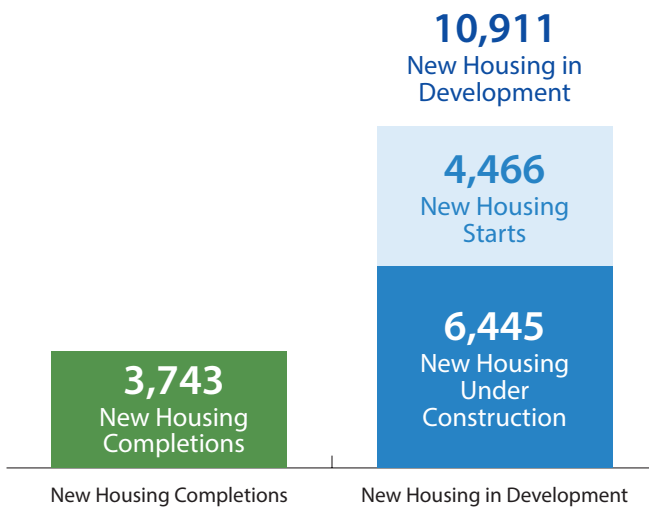 10,911
New Housing in
Development
4,466
New Housing
Starts
6,445
New Housing
Under
Construction
3,743
New Housing
Completions
New Housing Completions
New Housing in Development